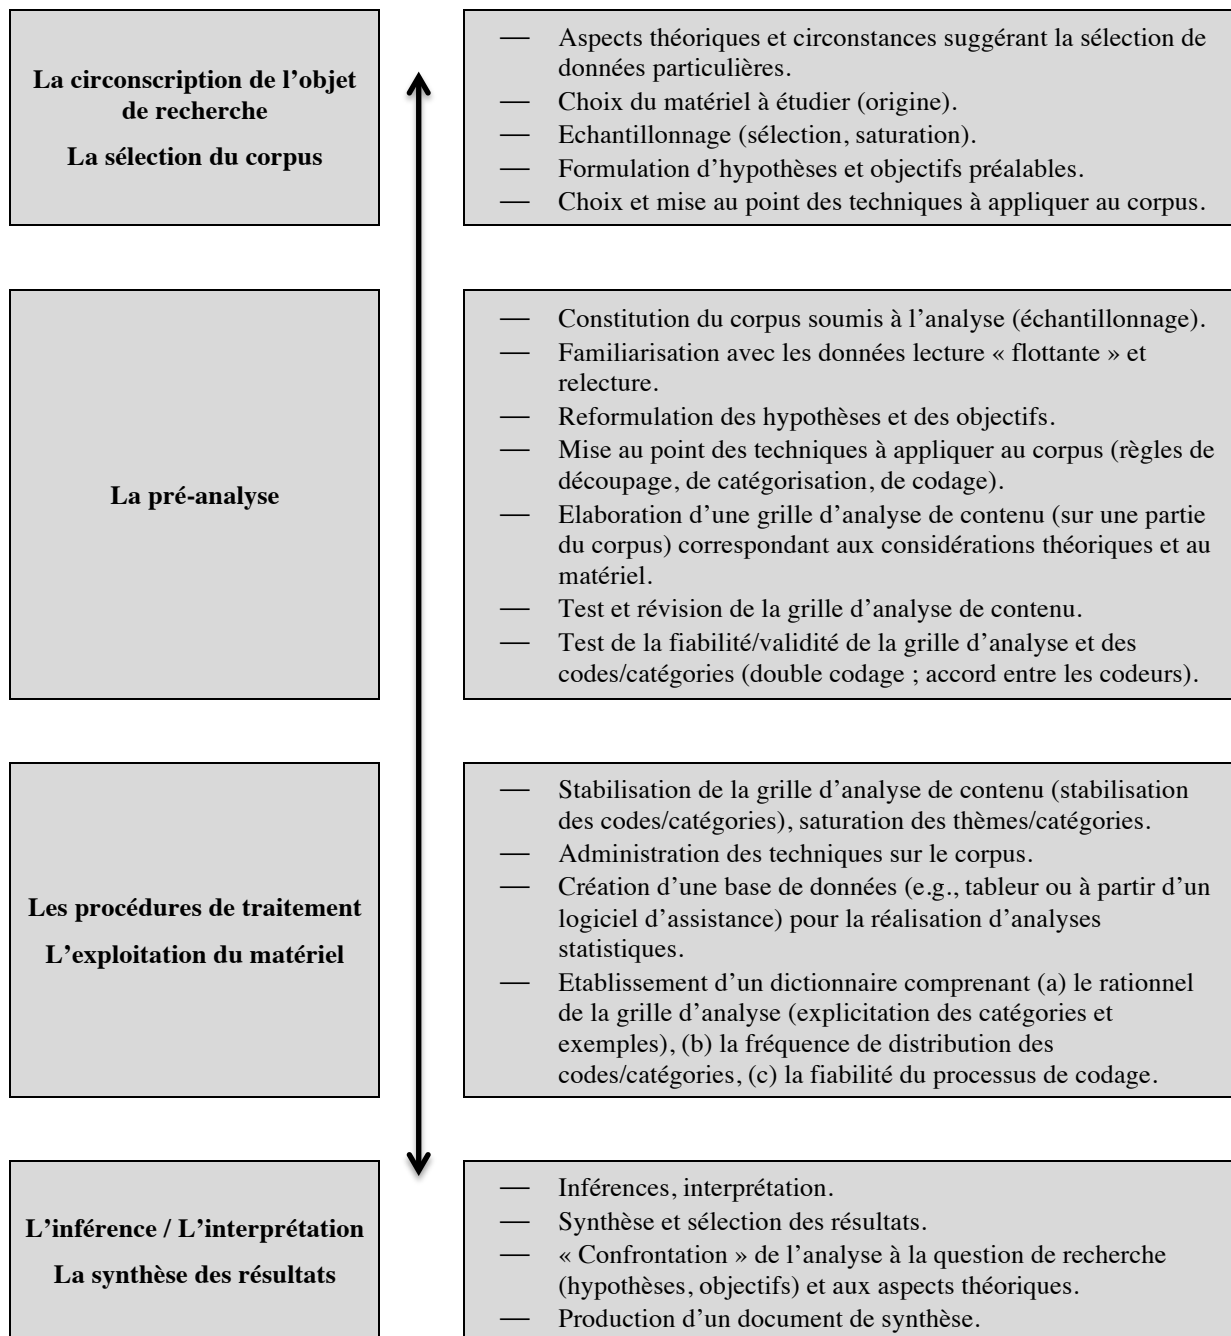 La circonscription de l’objet
de recherche
La sélection du corpus
— Aspects théoriques et circonstances suggérant la sélection de
données particulières.
— Choix du matériel à étudier (origine).
— Echantillonnage (sélection, saturation).
— Formulation d’hypothèses et objectifs préalables.
— Choix et mise au point des techniques à appliquer au corpus.
La pré-analyse
— Constitution du corpus soumis à l’analyse (échantillonnage).
— Familiarisation avec les données lecture « flottante » et
relecture.
— Reformulation des hypothèses et des objectifs.
— Mise au point des techniques à appliquer au corpus (règles de
découpage, de catégorisation, de codage).
— Elaboration d’une grille d’analyse de contenu (sur une partie
du corpus) correspondant aux considérations théoriques et au
matériel.
— Test et révision de la grille d’analyse de contenu.
— Test de la fiabilité/validité de la grille d’analyse et des
codes/catégories (double codage ; accord entre les codeurs).
Les procédures de traitement
L’exploitation du matériel
— Stabilisation de la grille d’analyse de contenu (stabilisation
des codes/catégories), saturation des thèmes/catégories.
— Administration des techniques sur le corpus.
— Création d’une base de données (e.g., tableur ou à partir d’un
logiciel d’assistance) pour la réalisation d’analyses
statistiques.
— Etablissement d’un dictionnaire comprenant (a) le rationnel
de la grille d’analyse (explicitation des catégories et
exemples), (b) la fréquence de distribution des
codes/catégories, (c) la fiabilité du processus de codage.
L’inférence / L’interprétation
La synthèse des résultats
— Inférences, interprétation.
— Synthèse et sélection des résultats.
— « Confrontation » de l’analyse à la question de recherche
(hypothèses, objectifs) et aux aspects théoriques.
— Production d’un document de synthèse.